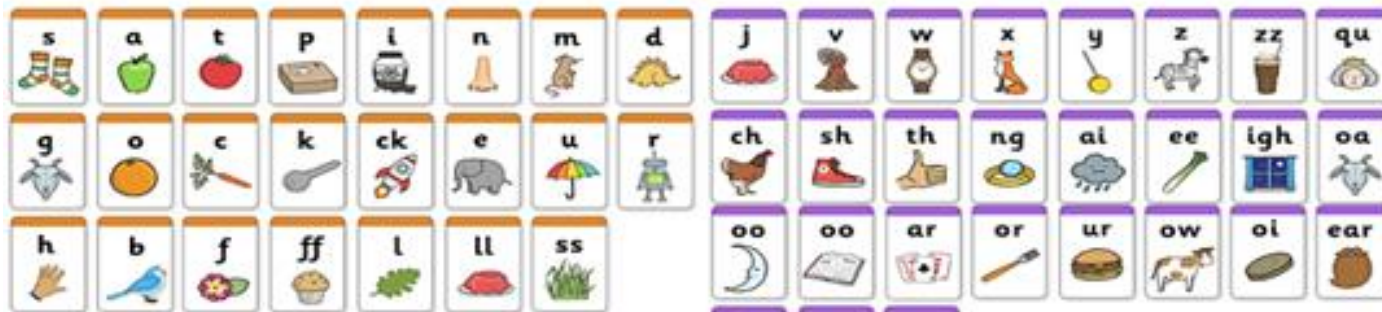 s a t p i n m d
g o c k ck e u r
h b f ff l ll ss
j v w x y z zz qu
ch sh th ng ai ee igh oa
oo oo ar or ur ow oi ear